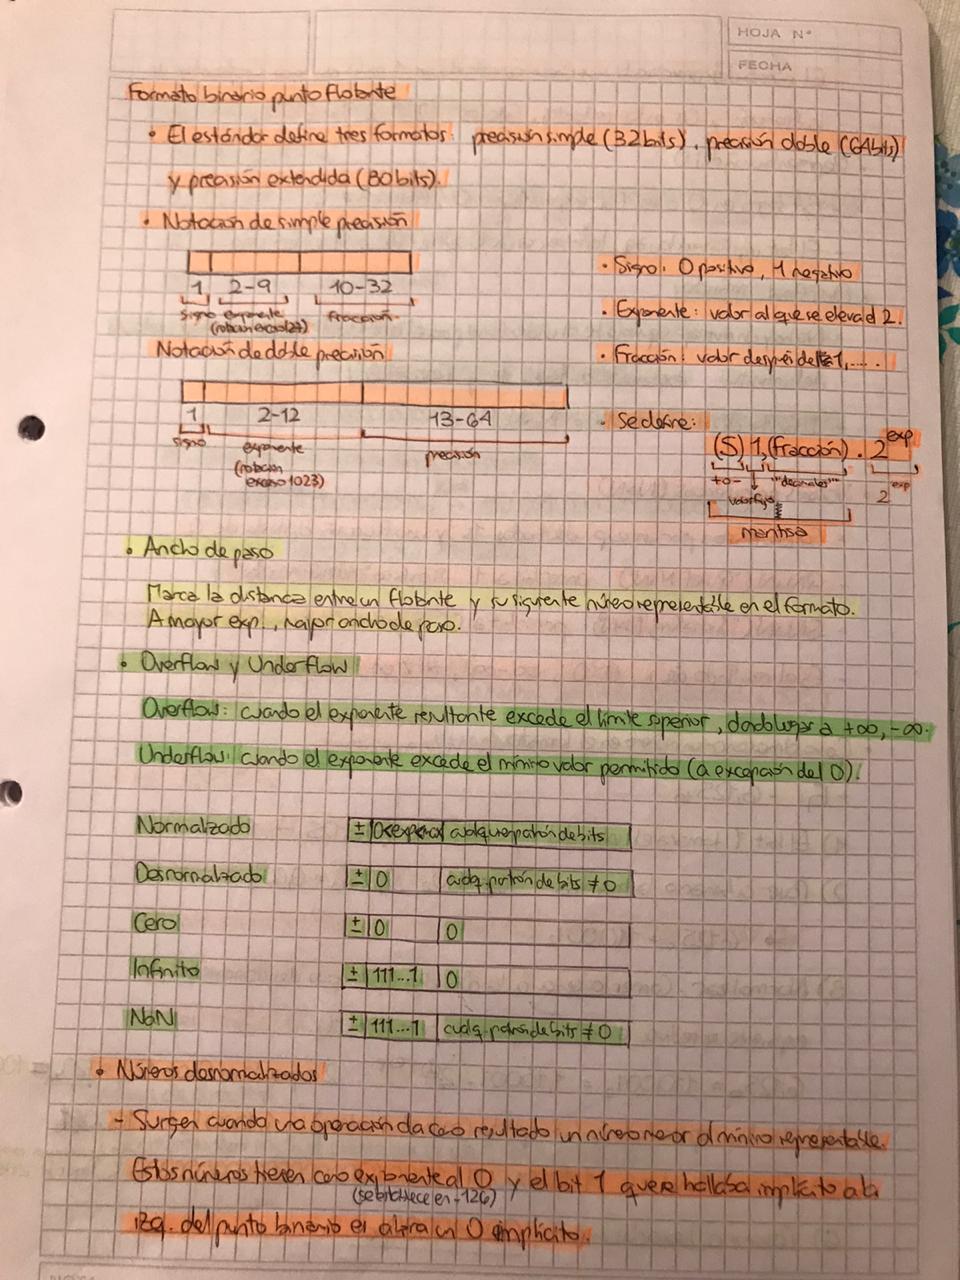 HOJA N°
FECHA
Formato binario punto flotante
• El estándar define tres formatos: precisión simple (32bits), precisión doble (64bits)
y precisión extendida (80bits).
• Notación de simple precisión
1 2-9 10-32
signo exponente fracción
(notación exceso 127)
• Signo: 0 positivo, 1 negativo
• Exponente: valor al que se eleva el 2.
• Fracción: valor después del 1,....
Notación de doble precisión
1 2-12 13-64
signo exponente precisión
(notación
exceso 1023)
• Se define:
(S) 1,(fracción) . 2^exp
+ o - "decimales" 2^exp
valor fijo
mantisa
• Ancho de paso
Marca la distancia entre un flotante y su siguiente número representable en el formato.
A mayor exp., mayor ancho de paso.
• Overflow y Underflow
Overflow: cuando el exponente resultante excede el límite superior, dando lugar a +∞, -∞.
Underflow: cuando el exponente excede el mínimo valor permitido (a excepción del 0).
Normalizado ± 0<exp<max cualquier patrón de bits
Desnormalizado ± 0 cualq. patrón de bits ≠ 0
Cero ± 0 0
Infinito ± 111...1 0
NaN ± 111...1 cualq. patrón de bits ≠ 0
• Números desnormalizados
- Surgen cuando una operación da como resultado un número menor al mínimo representable.
Estos números tienen como exponente al 0 y el bit 1 que se hallaba implícito a la
(se establece en -126)
izq. del punto binario es ahora un 0 implícito.